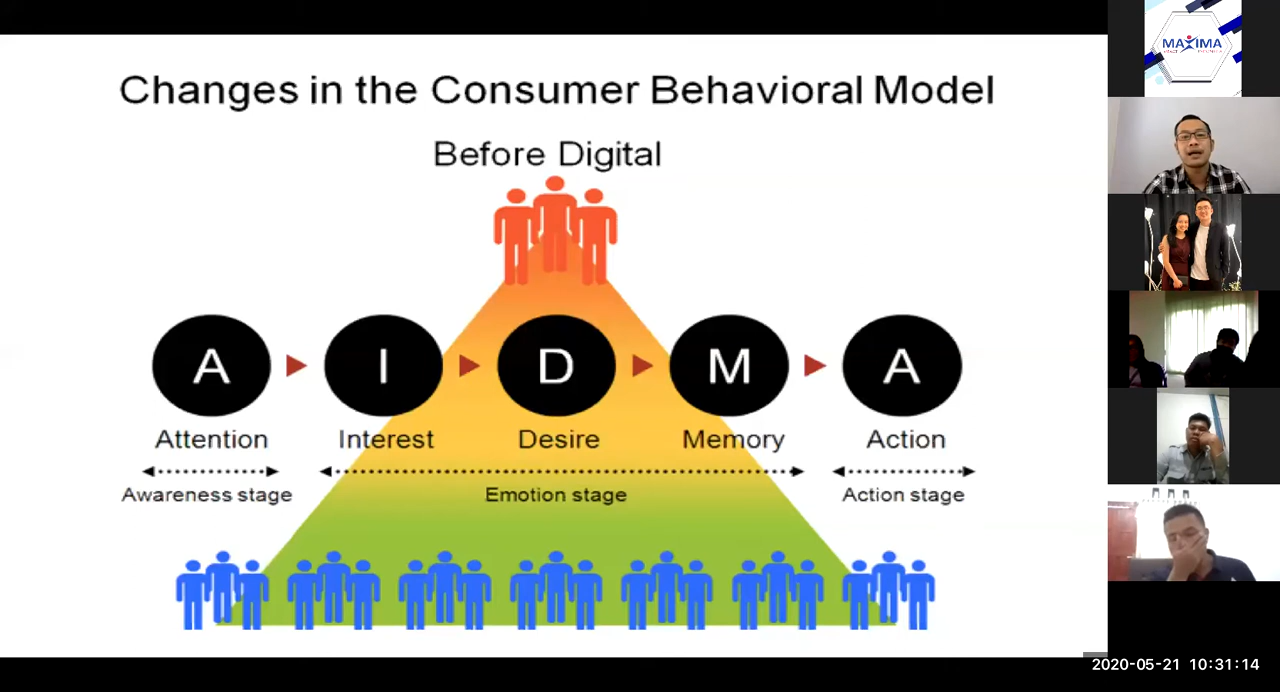 Changes in the Consumer Behavioral Model
Before Digital
A I D M A
Attention Interest Desire Memory Action
Awareness stage Emotion stage Action stage
MAXIMA
2020-05-21 10:31:14